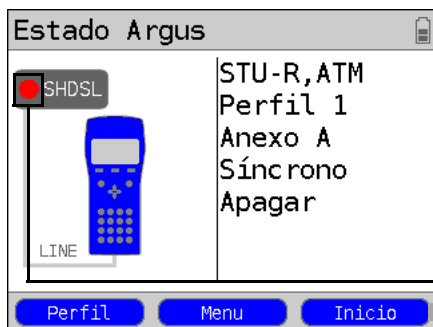 Estado Argus
SHDSL
LINE
STU-R,ATM
Perfil 1
Anexo A
Síncrono
Apagar
Perfil
Menu
Inicio